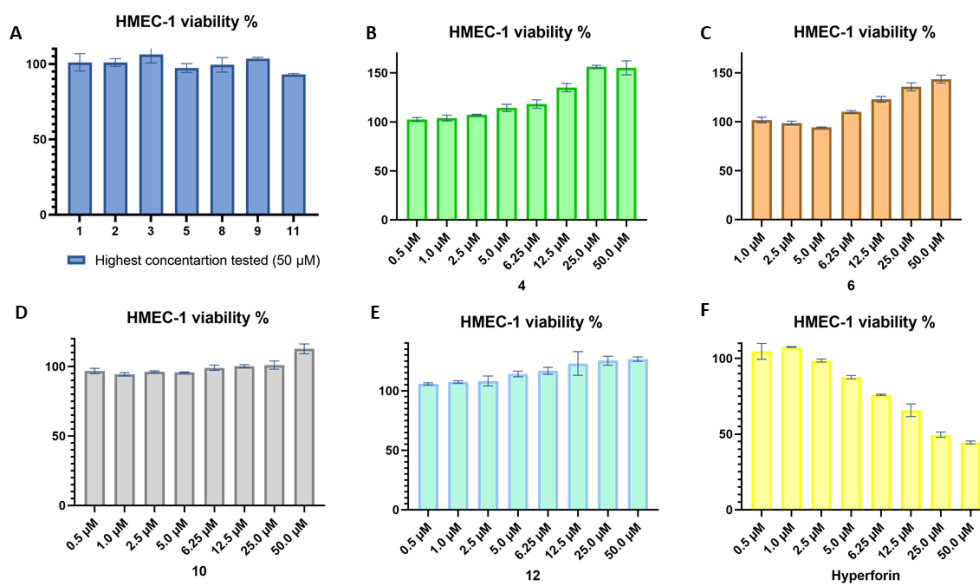 A
HMEC-1 viability %
100
50
0
1 2 3 5 8 9 11
Highest concentartion tested (50 µM)
B
HMEC-1 viability %
150
100
50
0
0.5 µM 1.0 µM 2.5 µM 5.0 µM 6.25 µM 12.5 µM 25.0 µM 50.0 µM
4
C
HMEC-1 viability %
150
100
50
0
1.0 µM 2.5 µM 5.0 µM 6.25 µM 12.5 µM 25.0 µM 50.0 µM
6
D
HMEC-1 viability %
100
50
0
0.5 µM 1.0 µM 2.5 µM 5.0 µM 6.25 µM 12.5 µM 25.0 µM 50.0 µM
10
E
HMEC-1 viability %
100
50
0
0.5 µM 1.0 µM 2.5 µM 5.0 µM 6.25 µM 12.5 µM 25.0 µM 50.0 µM
12
F
HMEC-1 viability %
100
50
0
0.5 µM 1.0 µM 2.5 µM 5.0 µM 6.25 µM 12.5 µM 25.0 µM 50.0 µM
Hyperforin